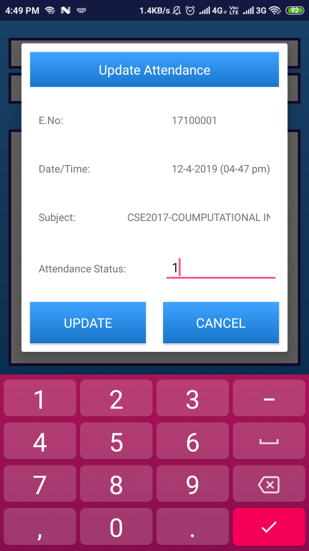 4:49 PM 1.4KB/s 4G VoLTE 3G 92
Update Attendance
E.No: 17100001
Date/Time: 12-4-2019 (04-47 pm)
Subject: CSE2017-COUMPUTATIONAL IN
Attendance Status: 1
UPDATE CANCEL
1 2 3 -
4 5 6
7 8 9
, 0 .